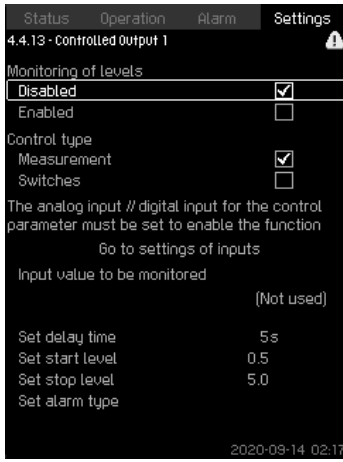 Status Operation Alarm Settings
4.4.13 - Controlled Output 1
Monitoring of levels
Disabled
Enabled
Control type
Measurement
Switches
The analog input // digital input for the control
parameter must be set to enable the function
Go to settings of inputs
Input value to be monitored
(Not used)
Set delay time 5s
Set start level 0.5
Set stop level 5.0
Set alarm type
2020-09-14 02:17